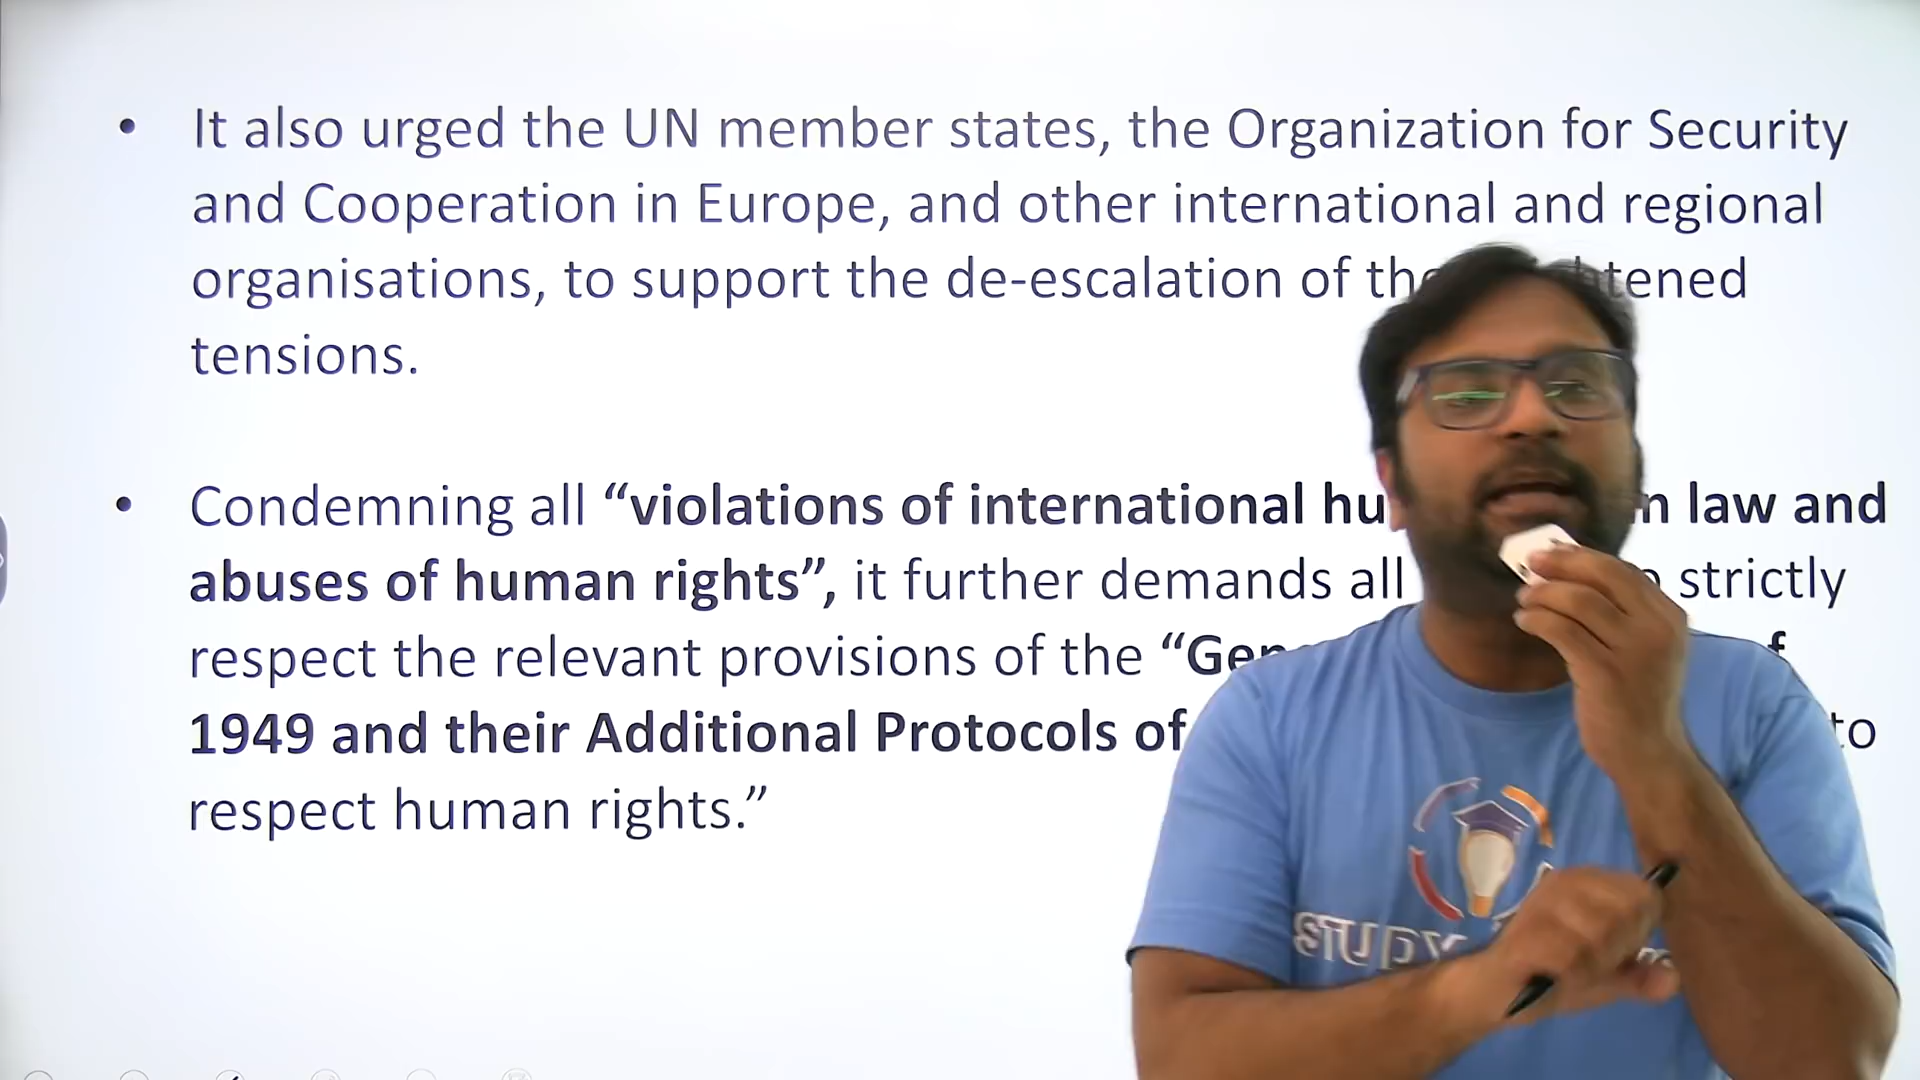 • It also urged the UN member states, the Organization for Security
and Cooperation in Europe, and other international and regional
organisations, to support the de-escalation of the tened
tensions.
• Condemning all “violations of international hu n law and
abuses of human rights”, it further demands all strictly
respect the relevant provisions of the “Gen f
1949 and their Additional Protocols of to
respect human rights.”
STUDY